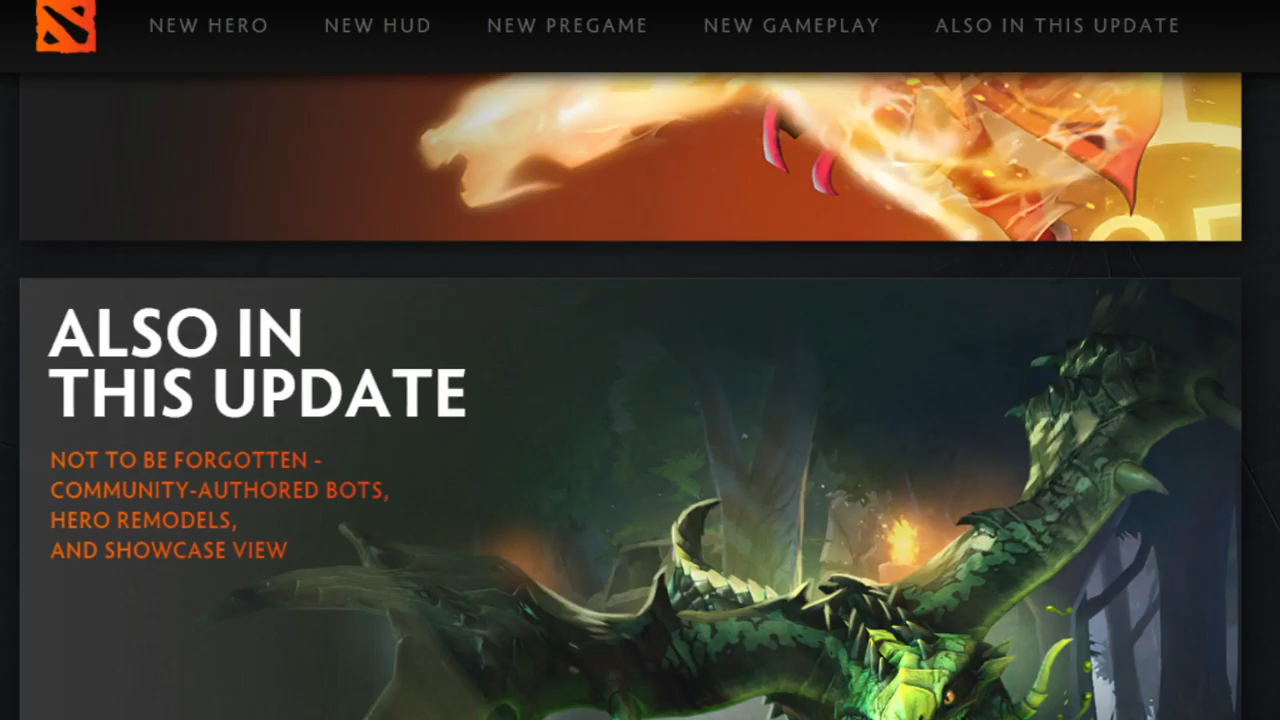 NEW HERO
NEW HUD
NEW PREGAME
NEW GAMEPLAY
ALSO IN THIS UPDATE
ALSO IN
THIS UPDATE
NOT TO BE FORGOTTEN -
COMMUNITY-AUTHORED BOTS,
HERO REMODELS,
AND SHOWCASE VIEW